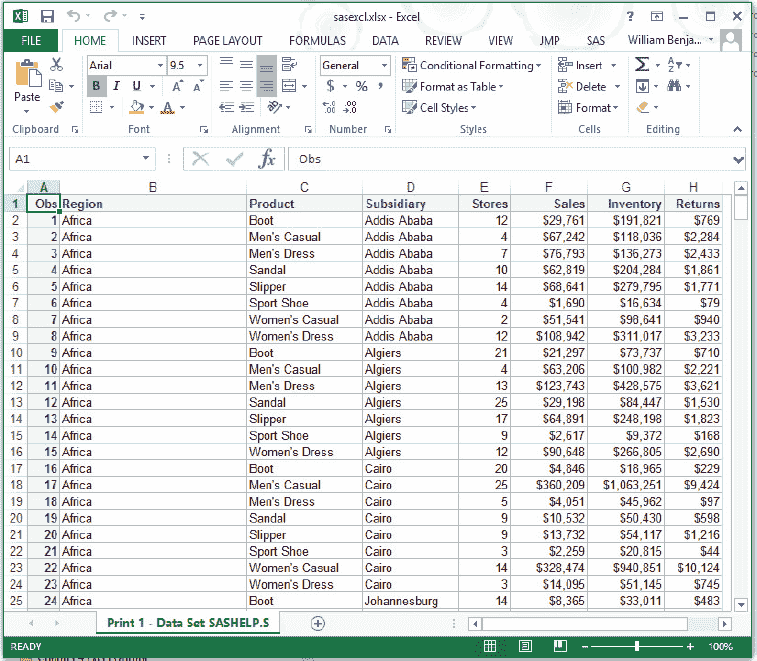 sasexcl.xlsx - Excel
FILE HOME INSERT PAGE LAYOUT FORMULAS DATA REVIEW VIEW JMP SAS William Benja...
Paste
Arial 9.5
B I U
General
$ % ,
Conditional Formatting
Format as Table
Cell Styles
Insert
Delete
Format
Clipboard Font Alignment Number Styles Cells Editing
A1 fx Obs
A B C D E F G H
1 Obs Region Product Subsidiary Stores Sales Inventory Returns
2 1 Africa Boot Addis Ababa 12 $29,761 $191,821 $769
3 2 Africa Men's Casual Addis Ababa 4 $67,242 $118,036 $2,284
4 3 Africa Men's Dress Addis Ababa 7 $76,793 $136,273 $2,433
5 4 Africa Sandal Addis Ababa 10 $62,819 $204,284 $1,861
6 5 Africa Slipper Addis Ababa 14 $68,641 $279,795 $1,771
7 6 Africa Sport Shoe Addis Ababa 4 $1,690 $16,634 $79
8 7 Africa Women's Casual Addis Ababa 2 $51,541 $98,641 $940
9 8 Africa Women's Dress Addis Ababa 12 $108,942 $311,017 $3,233
10 9 Africa Boot Algiers 21 $21,297 $73,737 $710
11 10 Africa Men's Casual Algiers 4 $63,206 $100,982 $2,221
12 11 Africa Men's Dress Algiers 13 $123,743 $428,575 $3,621
13 12 Africa Sandal Algiers 25 $29,198 $84,447 $1,530
14 13 Africa Slipper Algiers 17 $64,891 $248,198 $1,823
15 14 Africa Sport Shoe Algiers 9 $2,617 $9,372 $168
16 15 Africa Women's Dress Algiers 12 $90,648 $266,805 $2,690
17 16 Africa Boot Cairo 20 $4,846 $18,965 $229
18 17 Africa Men's Casual Cairo 25 $360,209 $1,063,251 $9,424
19 18 Africa Men's Dress Cairo 5 $4,051 $45,962 $97
20 19 Africa Sandal Cairo 9 $10,532 $50,430 $598
21 20 Africa Slipper Cairo 9 $13,732 $54,117 $1,216
22 21 Africa Sport Shoe Cairo 3 $2,259 $20,815 $44
23 22 Africa Women's Casual Cairo 14 $328,474 $940,851 $10,124
24 23 Africa Women's Dress Cairo 3 $14,095 $51,145 $745
25 24 Africa Boot Johannesburg 14 $8,365 $33,011 $483
Print 1 - Data Set SASHELP.S
READY 100%